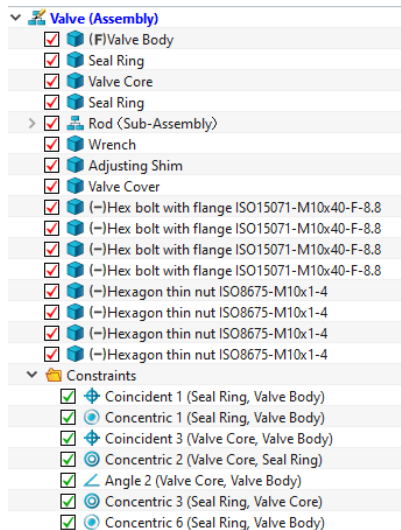 Valve (Assembly)
(F)Valve Body
Seal Ring
Valve Core
Seal Ring
Rod（Sub-Assembly）
Wrench
Adjusting Shim
Valve Cover
(−)Hex bolt with flange ISO15071-M10x40-F-8.8
(−)Hex bolt with flange ISO15071-M10x40-F-8.8
(−)Hex bolt with flange ISO15071-M10x40-F-8.8
(−)Hex bolt with flange ISO15071-M10x40-F-8.8
(−)Hexagon thin nut ISO8675-M10x1-4
(−)Hexagon thin nut ISO8675-M10x1-4
(−)Hexagon thin nut ISO8675-M10x1-4
(−)Hexagon thin nut ISO8675-M10x1-4
Constraints
Coincident 1 (Seal Ring, Valve Body)
Concentric 1 (Seal Ring, Valve Body)
Coincident 3 (Valve Core, Valve Body)
Concentric 2 (Valve Core, Seal Ring)
Angle 2 (Valve Core, Valve Body)
Concentric 3 (Seal Ring, Valve Core)
Concentric 6 (Seal Ring, Valve Body)